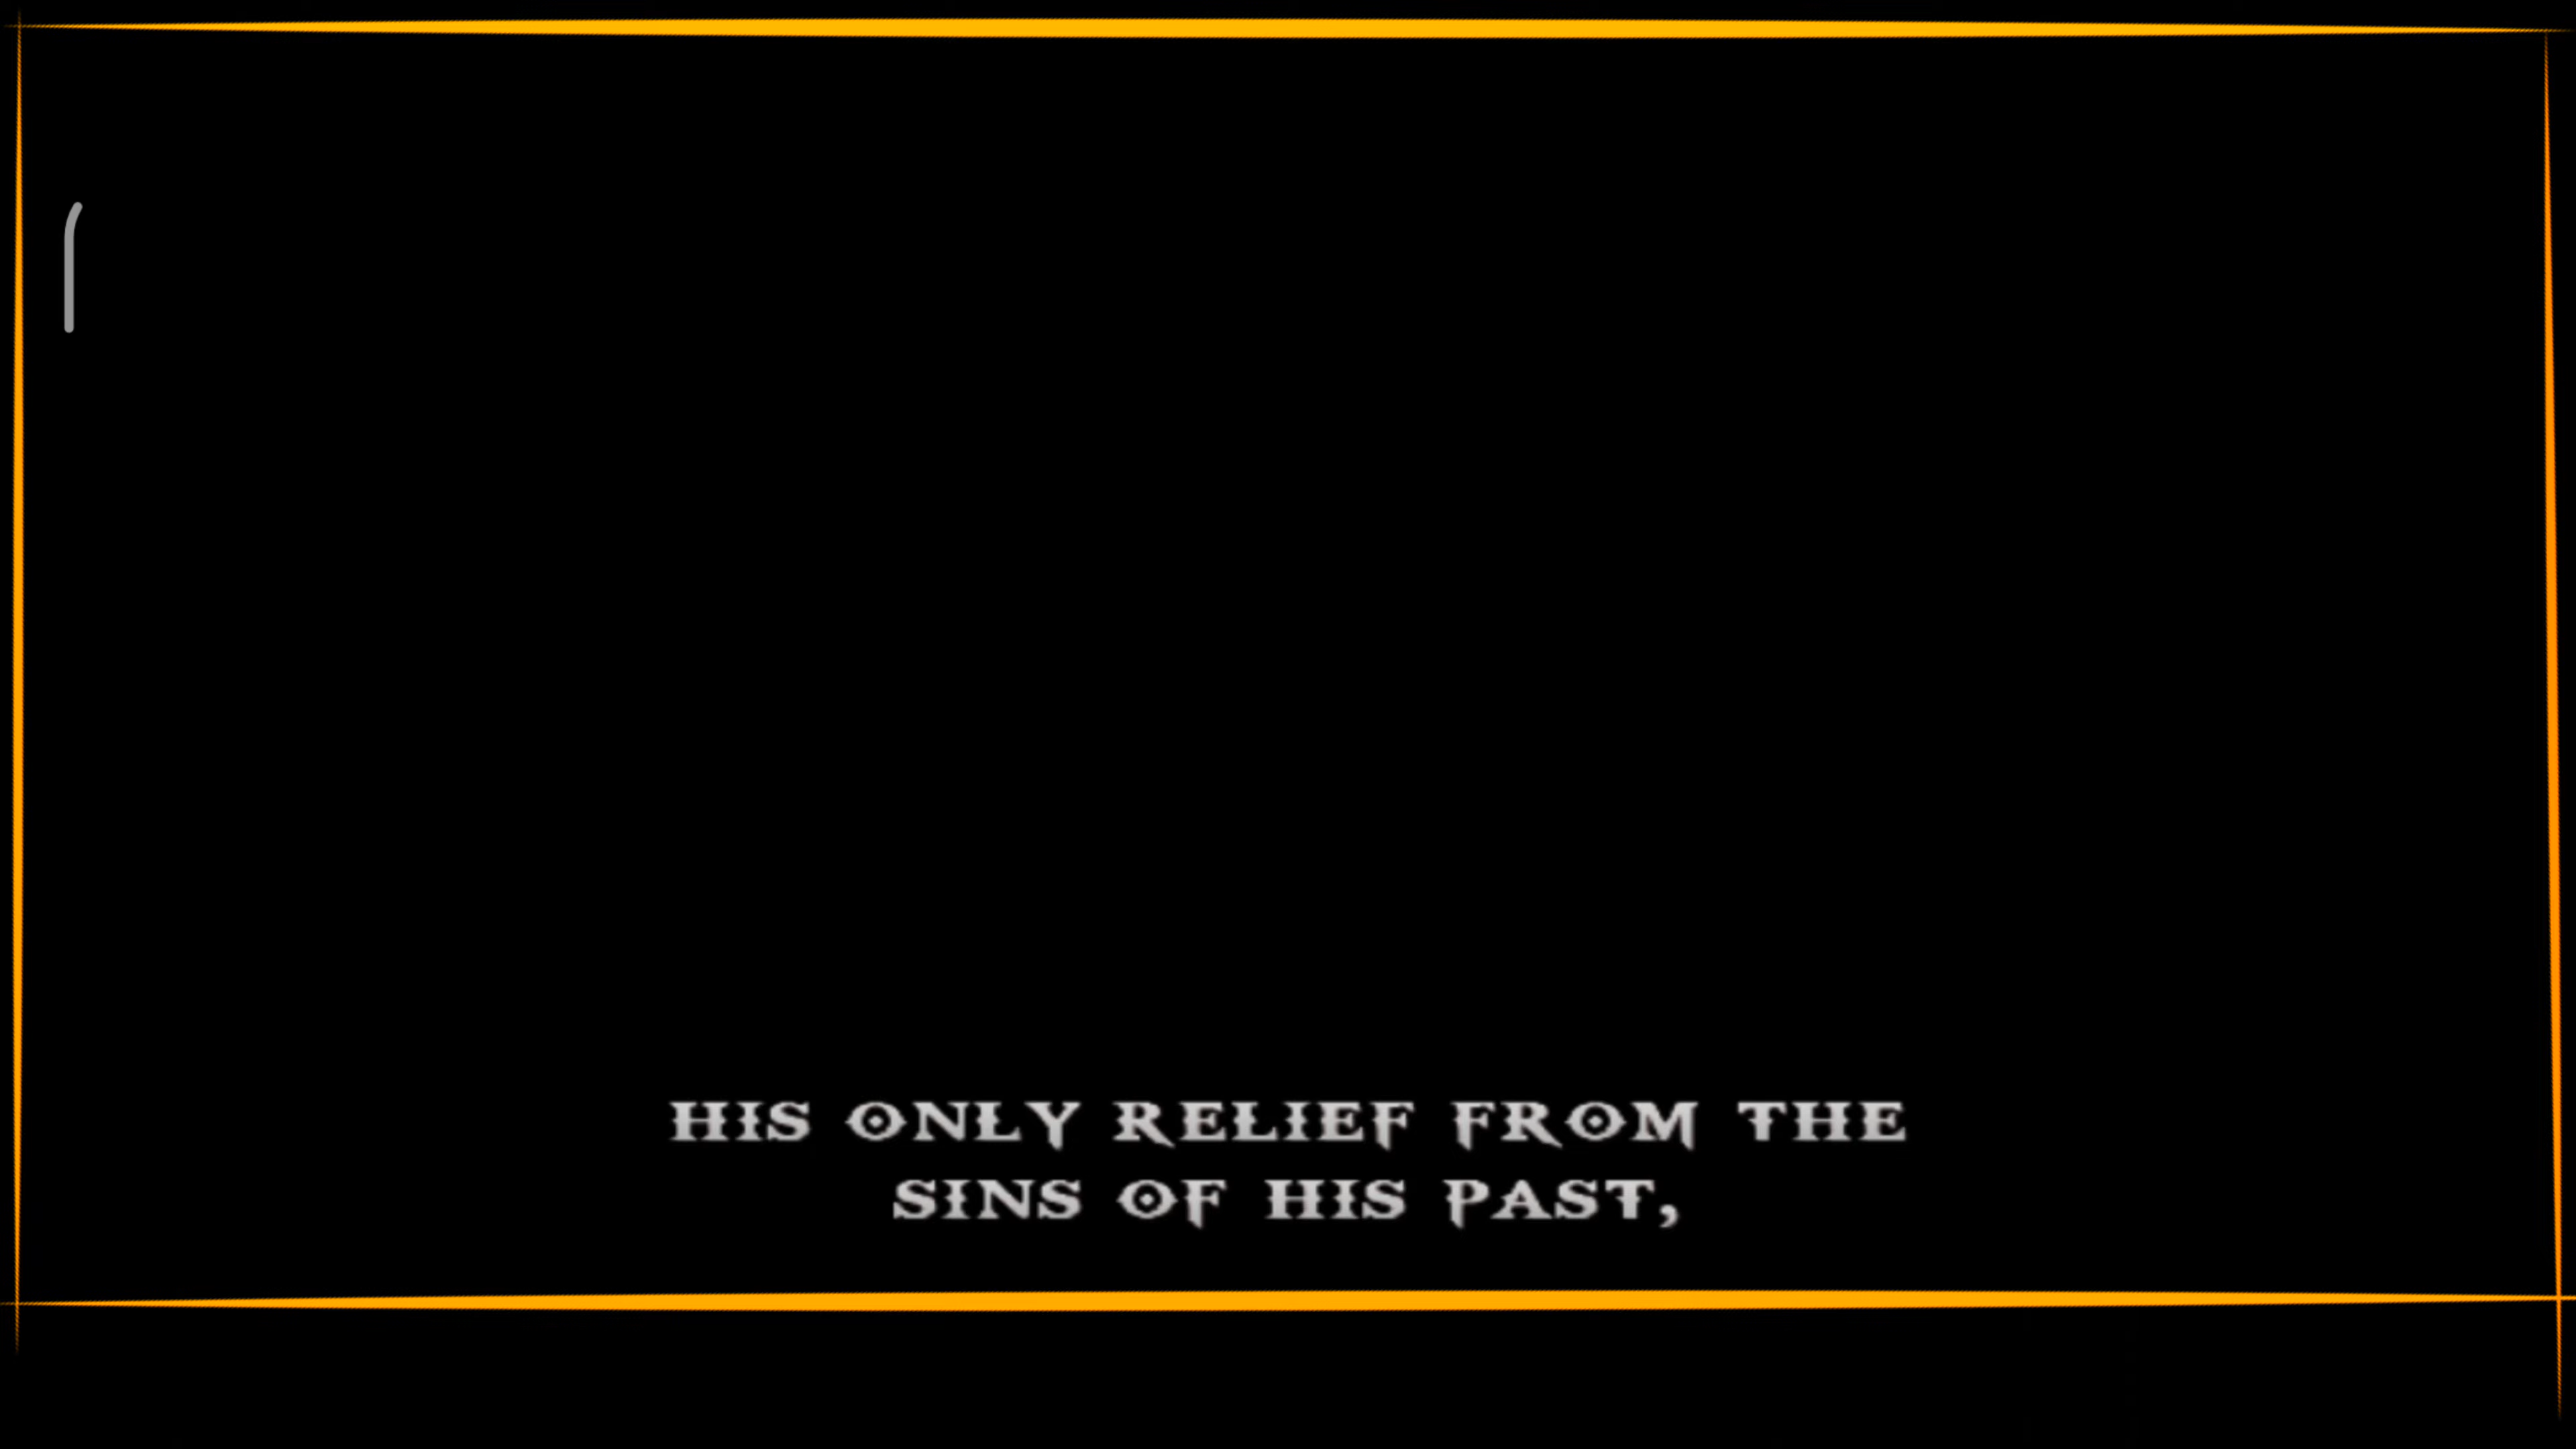 HIS ONLY RELIEF FROM THE
SINS OF HIS PAST,